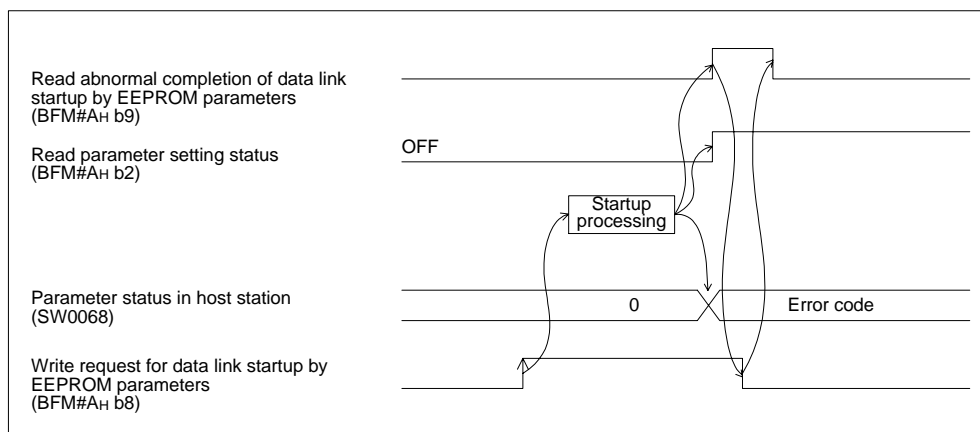 Read abnormal completion of data link
startup by EEPROM parameters
(BFM#AH b9)
OFF
Read parameter setting status
(BFM#AH b2)
Startup
processing
Parameter status in host station
(SW0068)
0
Error code
Write request for data link startup by
EEPROM parameters
(BFM#AH b8)